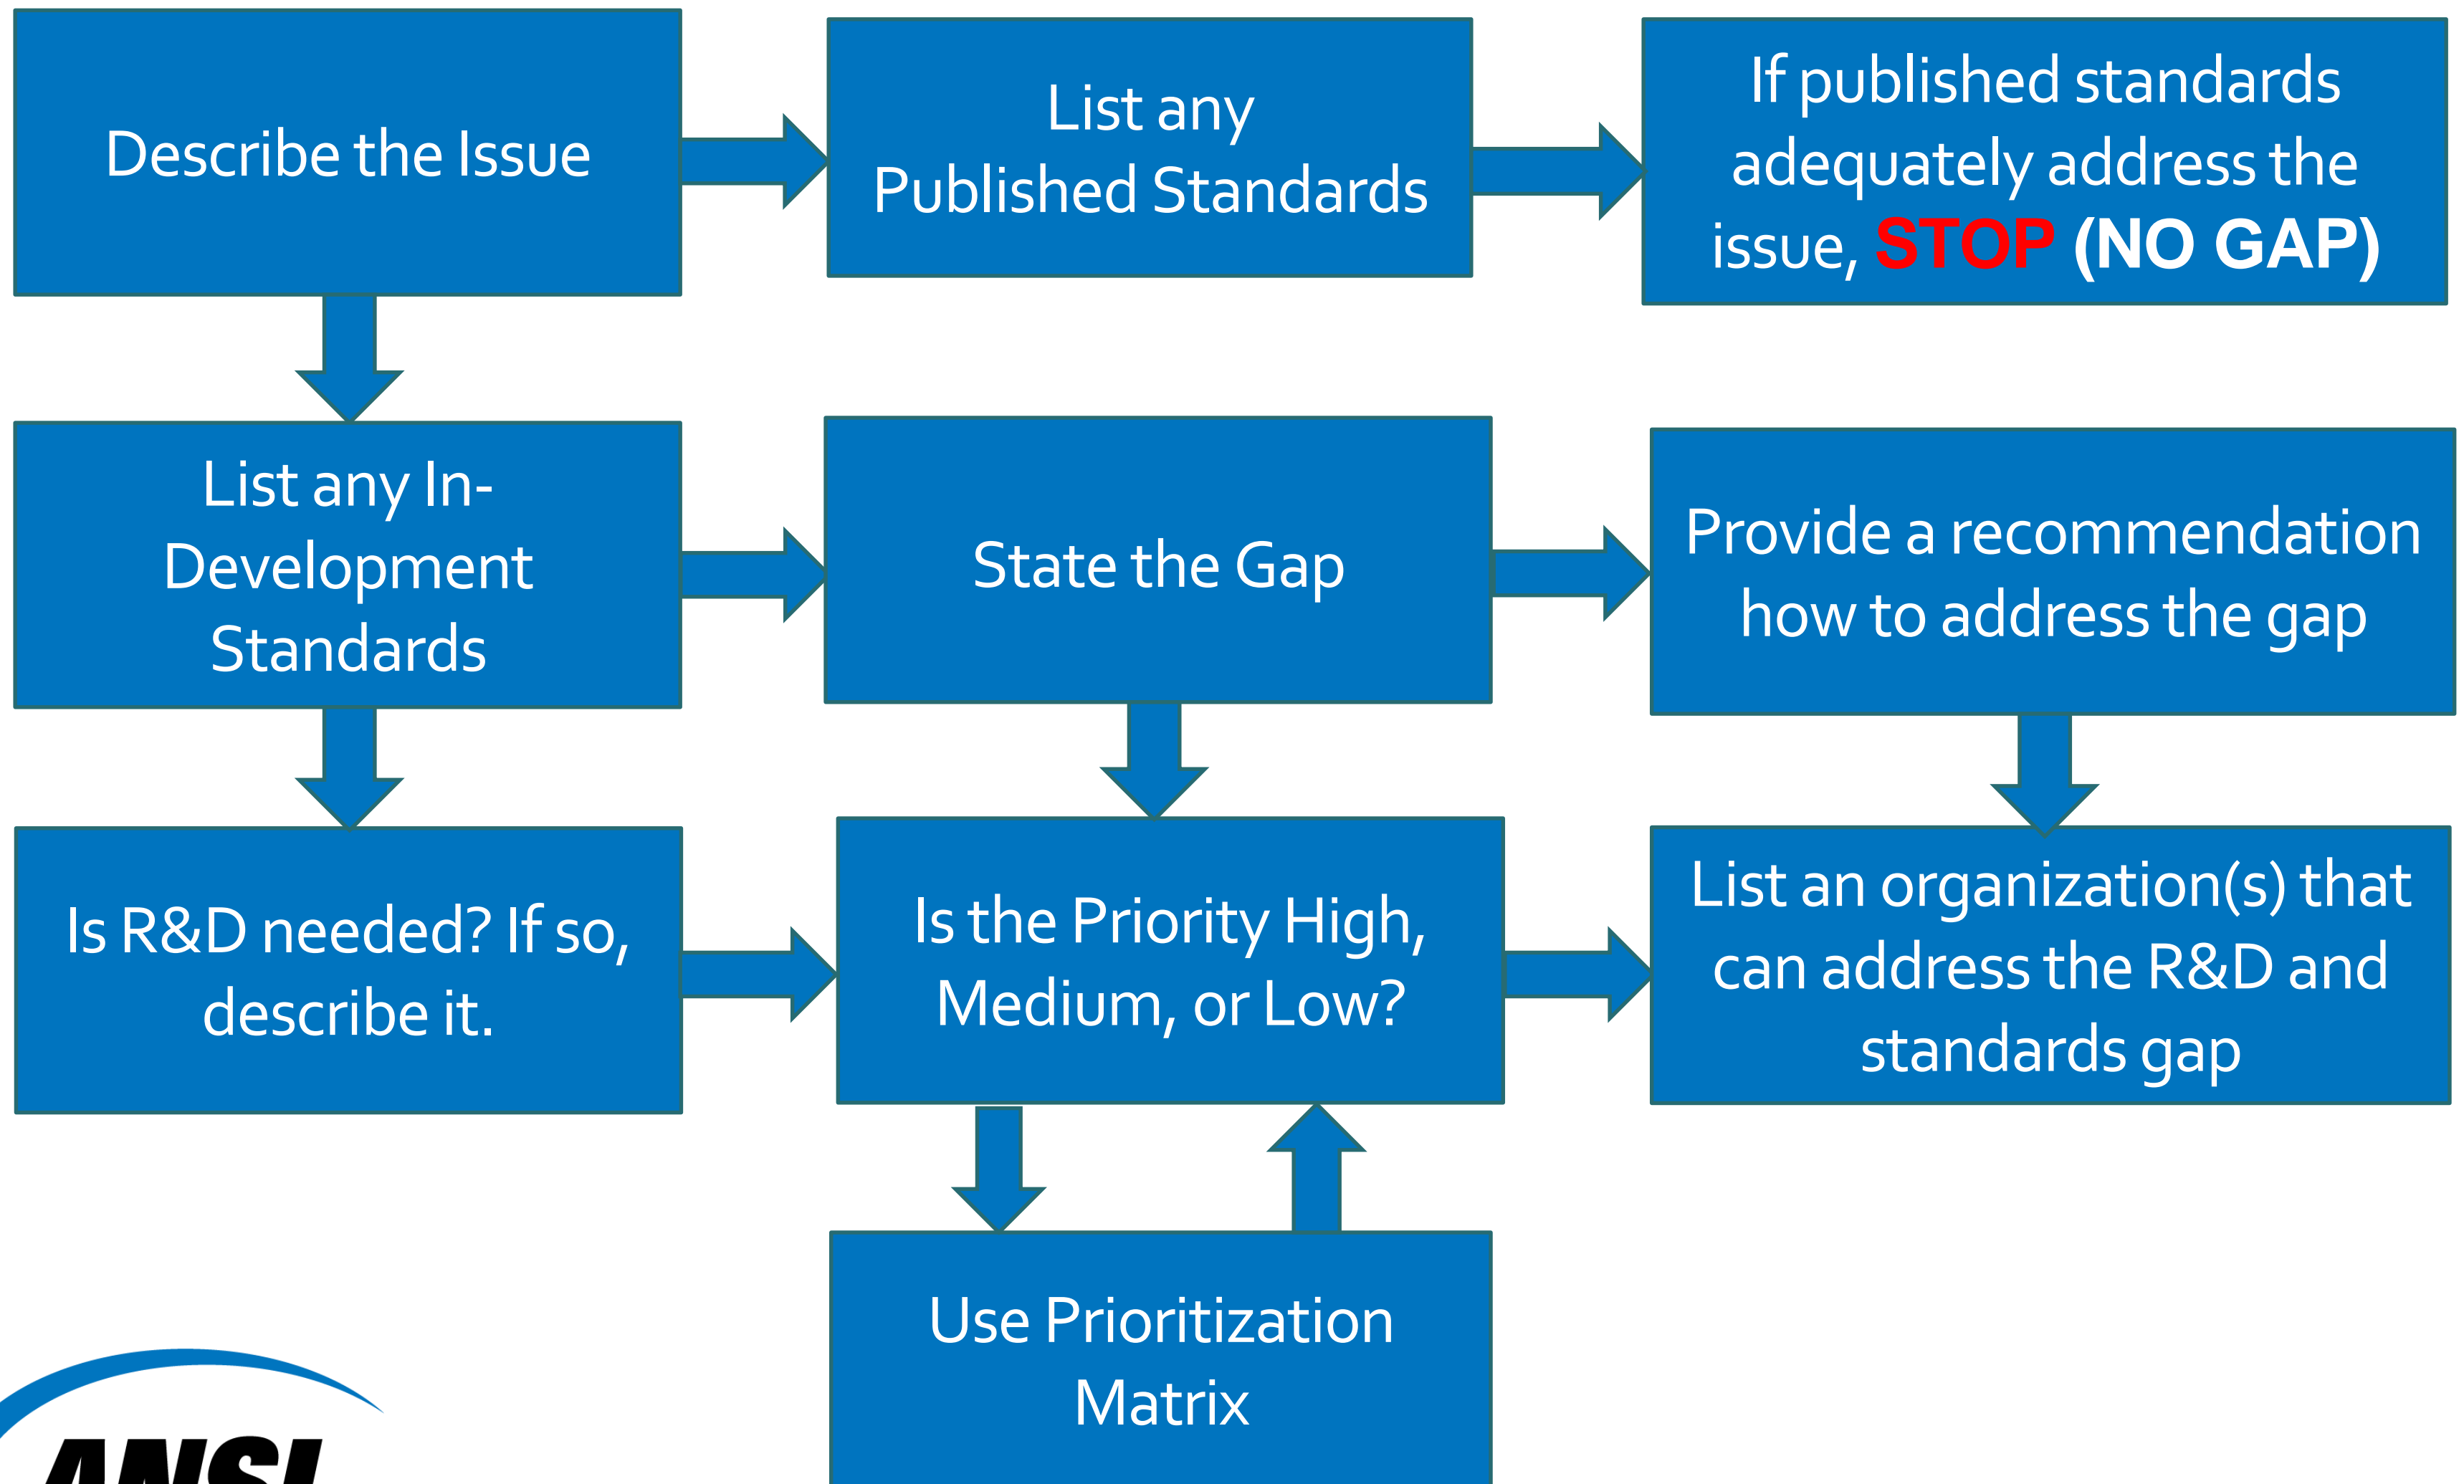 Describe the Issue
List any
Published Standards
If published standards
adequately address the
issue, STOP (NO GAP)
List any In-
Development
Standards
State the Gap
Provide a recommendation
how to address the gap
Is R&D needed? If so,
describe it.
Is the Priority High,
Medium, or Low?
List an organization(s) that
can address the R&D and
standards gap
Use Prioritization
Matrix
ANSI